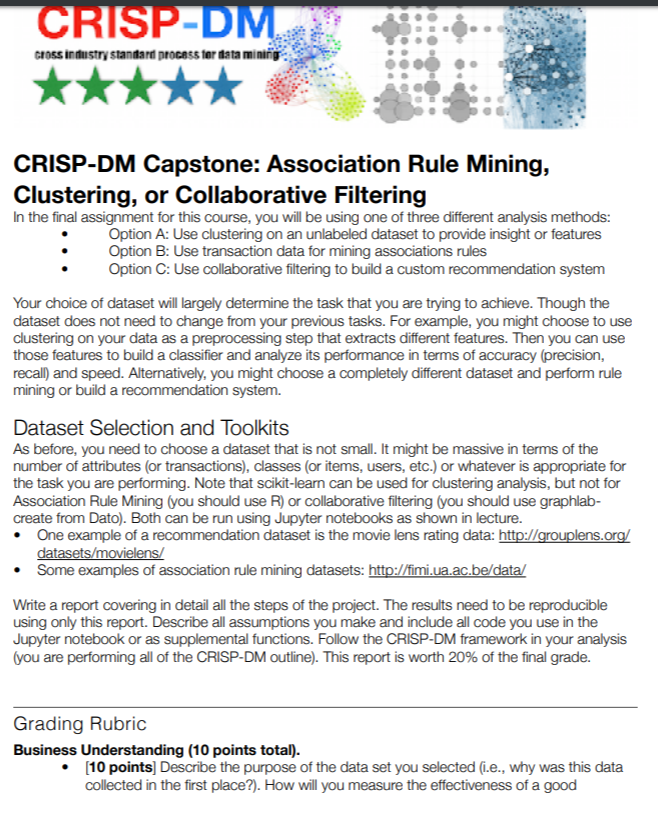 CRISP-DM
cross industry standard process for data mining
CRISP-DM Capstone: Association Rule Mining,
Clustering, or Collaborative Filtering
In the final assignment for this course, you will be using one of three different analysis methods:
• Option A: Use clustering on an unlabeled dataset to provide insight or features
• Option B: Use transaction data for mining associations rules
• Option C: Use collaborative filtering to build a custom recommendation system
Your choice of dataset will largely determine the task that you are trying to achieve. Though the
dataset does not need to change from your previous tasks. For example, you might choose to use
clustering on your data as a preprocessing step that extracts different features. Then you can use
those features to build a classifier and analyze its performance in terms of accuracy (precision,
recall) and speed. Alternatively, you might choose a completely different dataset and perform rule
mining or build a recommendation system.
Dataset Selection and Toolkits
As before, you need to choose a dataset that is not small. It might be massive in terms of the
number of attributes (or transactions), classes (or items, users, etc.) or whatever is appropriate for
the task you are performing. Note that scikit-learn can be used for clustering analysis, but not for
Association Rule Mining (you should use R) or collaborative filtering (you should use graphlab-
create from Dato). Both can be run using Jupyter notebooks as shown in lecture.
• One example of a recommendation dataset is the movie lens rating data: http://grouplens.org/
datasets/movielens/
• Some examples of association rule mining datasets: http://fimi.ua.ac.be/data/
Write a report covering in detail all the steps of the project. The results need to be reproducible
using only this report. Describe all assumptions you make and include all code you use in the
Jupyter notebook or as supplemental functions. Follow the CRISP-DM framework in your analysis
(you are performing all of the CRISP-DM outline). This report is worth 20% of the final grade.
Grading Rubric
Business Understanding (10 points total).
• [10 points] Describe the purpose of the data set you selected (i.e., why was this data
collected in the first place?). How will you measure the effectiveness of a good